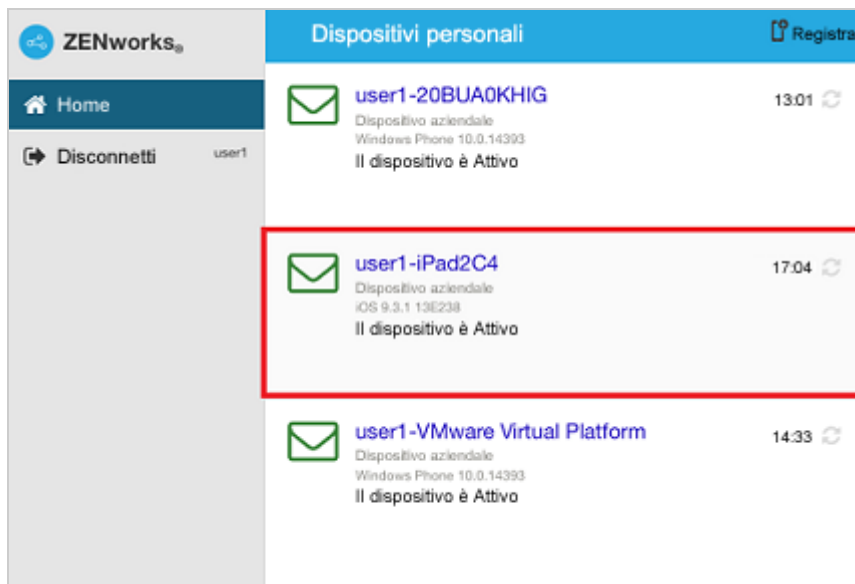 ZENworks®
Home
Disconnetti user1
Dispositivi personali
Registra
user1-20BUA0KHIG 13:01
Dispositivo aziendale
Windows Phone 10.0.14393
Il dispositivo è Attivo
user1-iPad2C4 17:04
Dispositivo aziendale
iOS 9.3.1 13E238
Il dispositivo è Attivo
user1-VMware Virtual Platform 14:33
Dispositivo aziendale
Windows Phone 10.0.14393
Il dispositivo è Attivo